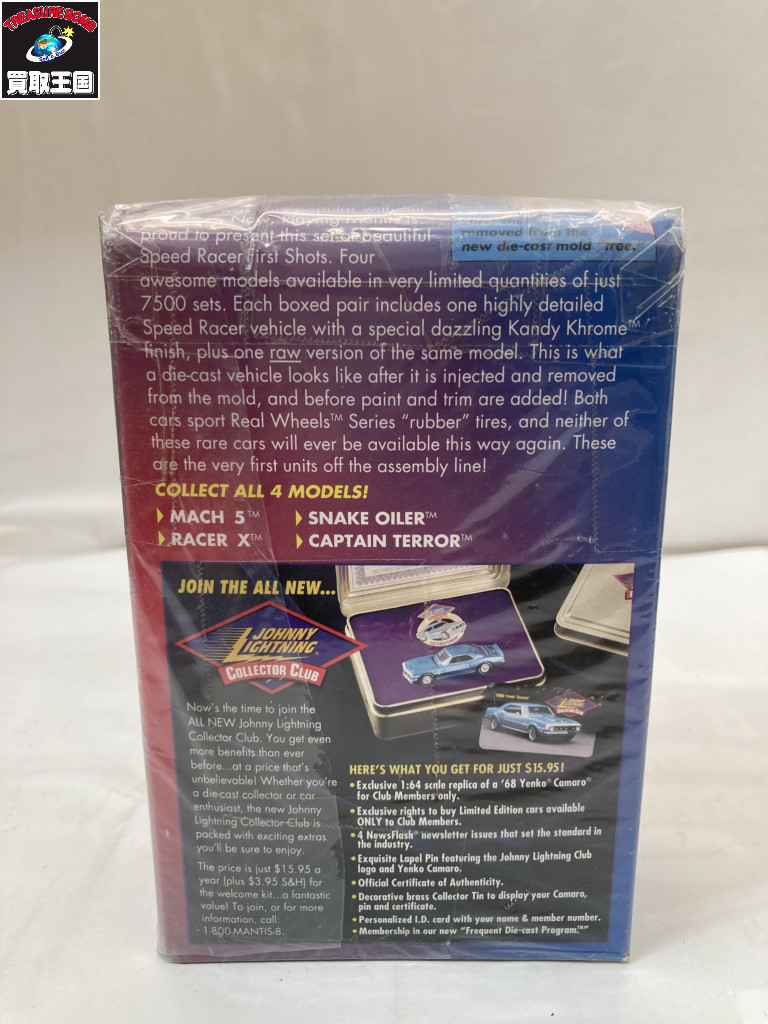 TREASURE BOMB
買取王国
Now, Playing Mantis is
proud to present this set of beautiful
Speed Racer First Shots. Four
awesome models available in very limited quantities of just
7500 sets. Each boxed pair includes one highly detailed
Speed Racer vehicle with a special dazzling Kandy Khrome™
finish, plus one raw version of the same model. This is what
a die-cast vehicle looks like after it is injected and removed
from the mold, and before paint and trim are added! Both
cars sport Real Wheels™ Series “rubber” tires, and neither of
these rare cars will ever be available this way again. These
are the very first units off the assembly line!
removed from the
new die-cast mold "tree."
COLLECT ALL 4 MODELS!
MACH 5™
SNAKE OILER™
RACER X™
CAPTAIN TERROR™
JOIN THE ALL NEW...
JOHNNY
LIGHTNING
COLLECTOR CLUB
Now's the time to join the
ALL NEW Johnny Lightning
Collector Club. You get even
more benefits than ever
before...at a price that's
unbelievable! Whether you're
a die-cast collector or car
enthusiast, the new Johnny
Lightning Collector Club is
packed with exciting extras
you'll be sure to enjoy.
The price is just $15.95 a
year (plus $3.95 S&H) for
the welcome kit...a fantastic
value! To join, or for more
information, call:
1-800-MANTIS-8.
HERE'S WHAT YOU GET FOR JUST $15.95!
• Exclusive 1:64 scale replica of a '68 Yenko® Camaro®
for Club Members only.
• Exclusive rights to buy Limited Edition cars available
ONLY to Club Members.
• 4 NewsFlash® newsletter issues that set the standard in
the industry.
• Exquisite Lapel Pin featuring the Johnny Lightning Club
logo and Yenko Camaro.
• Official Certificate of Authenticity.
• Decorative brass Collector Tin to display your Camaro,
pin and certificate.
• Personalized I.D. card with your name & member number.
• Membership in our new "Frequent Die-cast Program."